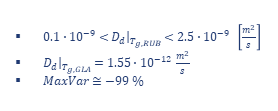 ▪ 0.1 · 10⁻⁹ < D_d|_{T_g,RUB} < 2.5 · 10⁻⁹ [m²/s]
▪ D_d|_{T_g,GLA} = 1.55 · 10⁻¹² m²/s
▪ MaxVar ≅ −99 %